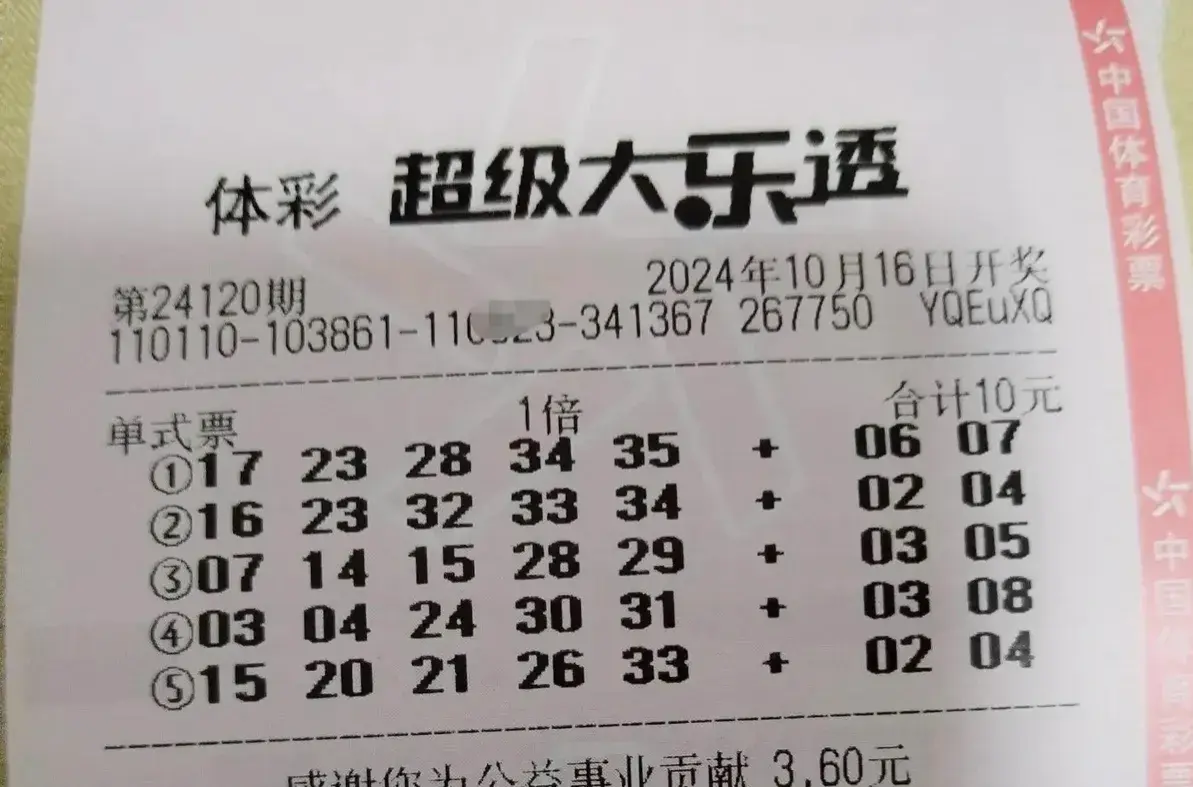 体彩 超级大乐透
第24120期 2024年10月16日开奖
110110-103861-110 23-341367 267750 YQEuXQ
单式票 1倍 合计10元
①17 23 28 34 35 + 06 07
②16 23 32 33 34 + 02 04
③07 14 15 28 29 + 03 05
④03 04 24 30 31 + 03 08
⑤15 20 21 26 33 + 02 04
感谢你为公益事业贡献 3.60元
中国体育彩票
中国体育彩票